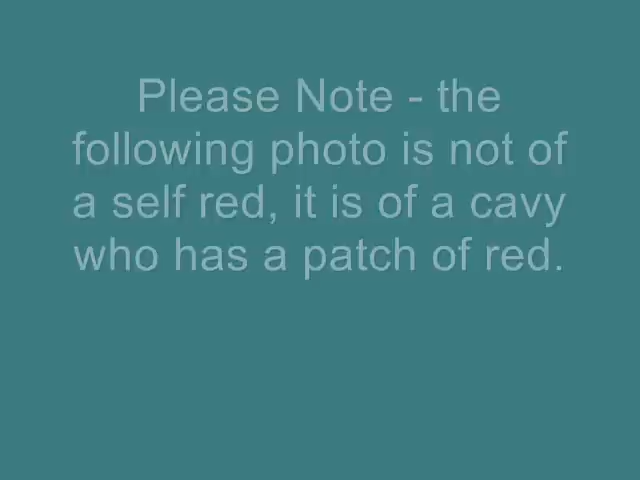 Please Note - the
following photo is not of
a self red, it is of a cavy
who has a patch of red.